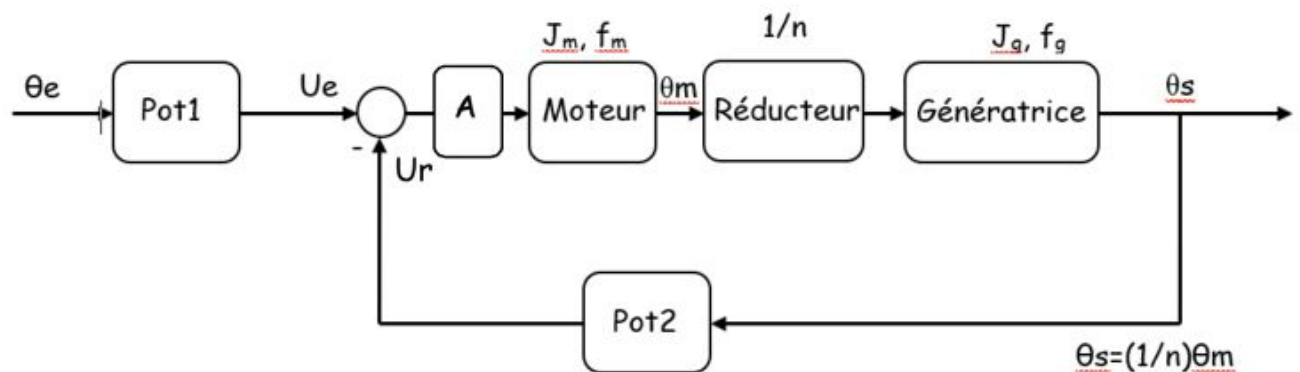 θe
Pot1
Ue
-
Ur
A
Jm, fm
Moteur
θm
1/n
Réducteur
Jg, fg
Génératrice
θs
Pot2
θs=(1/n)θm